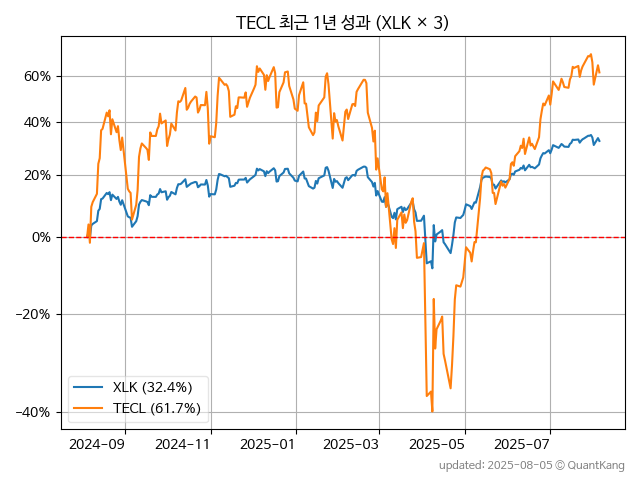 TECL 최근 1년 성과 (XLK × 3)
60%
40%
20%
0%
−20%
−40%
XLK (32.4%)
TECL (61.7%)
2024-09 2024-11 2025-01 2025-03 2025-05 2025-07
updated: 2025-08-05 © QuantKang